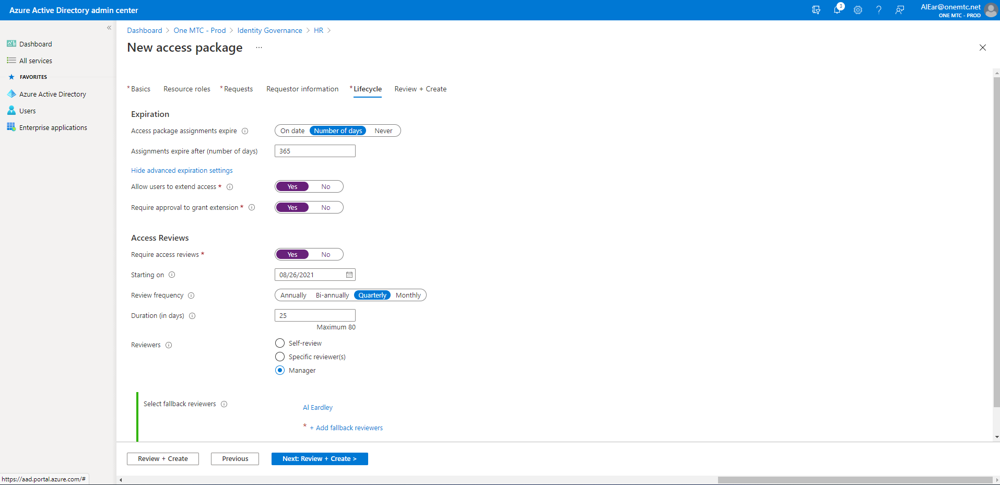 Azure Active Directory admin center
3
AlEar@onemtc.net
ONE MTC - PROD
Dashboard
All services
FAVORITES
Azure Active Directory
Users
Enterprise applications
Dashboard > One MTC - Prod > Identity Governance > HR >
New access package ...
* Basics Resource roles * Requests Requestor information * Lifecycle Review + Create
Expiration
Access package assignments expire On date Number of days Never
Assignments expire after (number of days) 365
Hide advanced expiration settings
Allow users to extend access * Yes No
Require approval to grant extension * Yes No
Access Reviews
Require access reviews * Yes No
Starting on 08/26/2021
Review frequency Annually Bi-annually Quarterly Monthly
Duration (in days) 25
Maximum 80
Reviewers Self-review
Specific reviewer(s)
Manager
Select fallback reviewers Al Eardley
* + Add fallback reviewers
Review + Create Previous Next: Review + Create >
https://aad.portal.azure.com/#